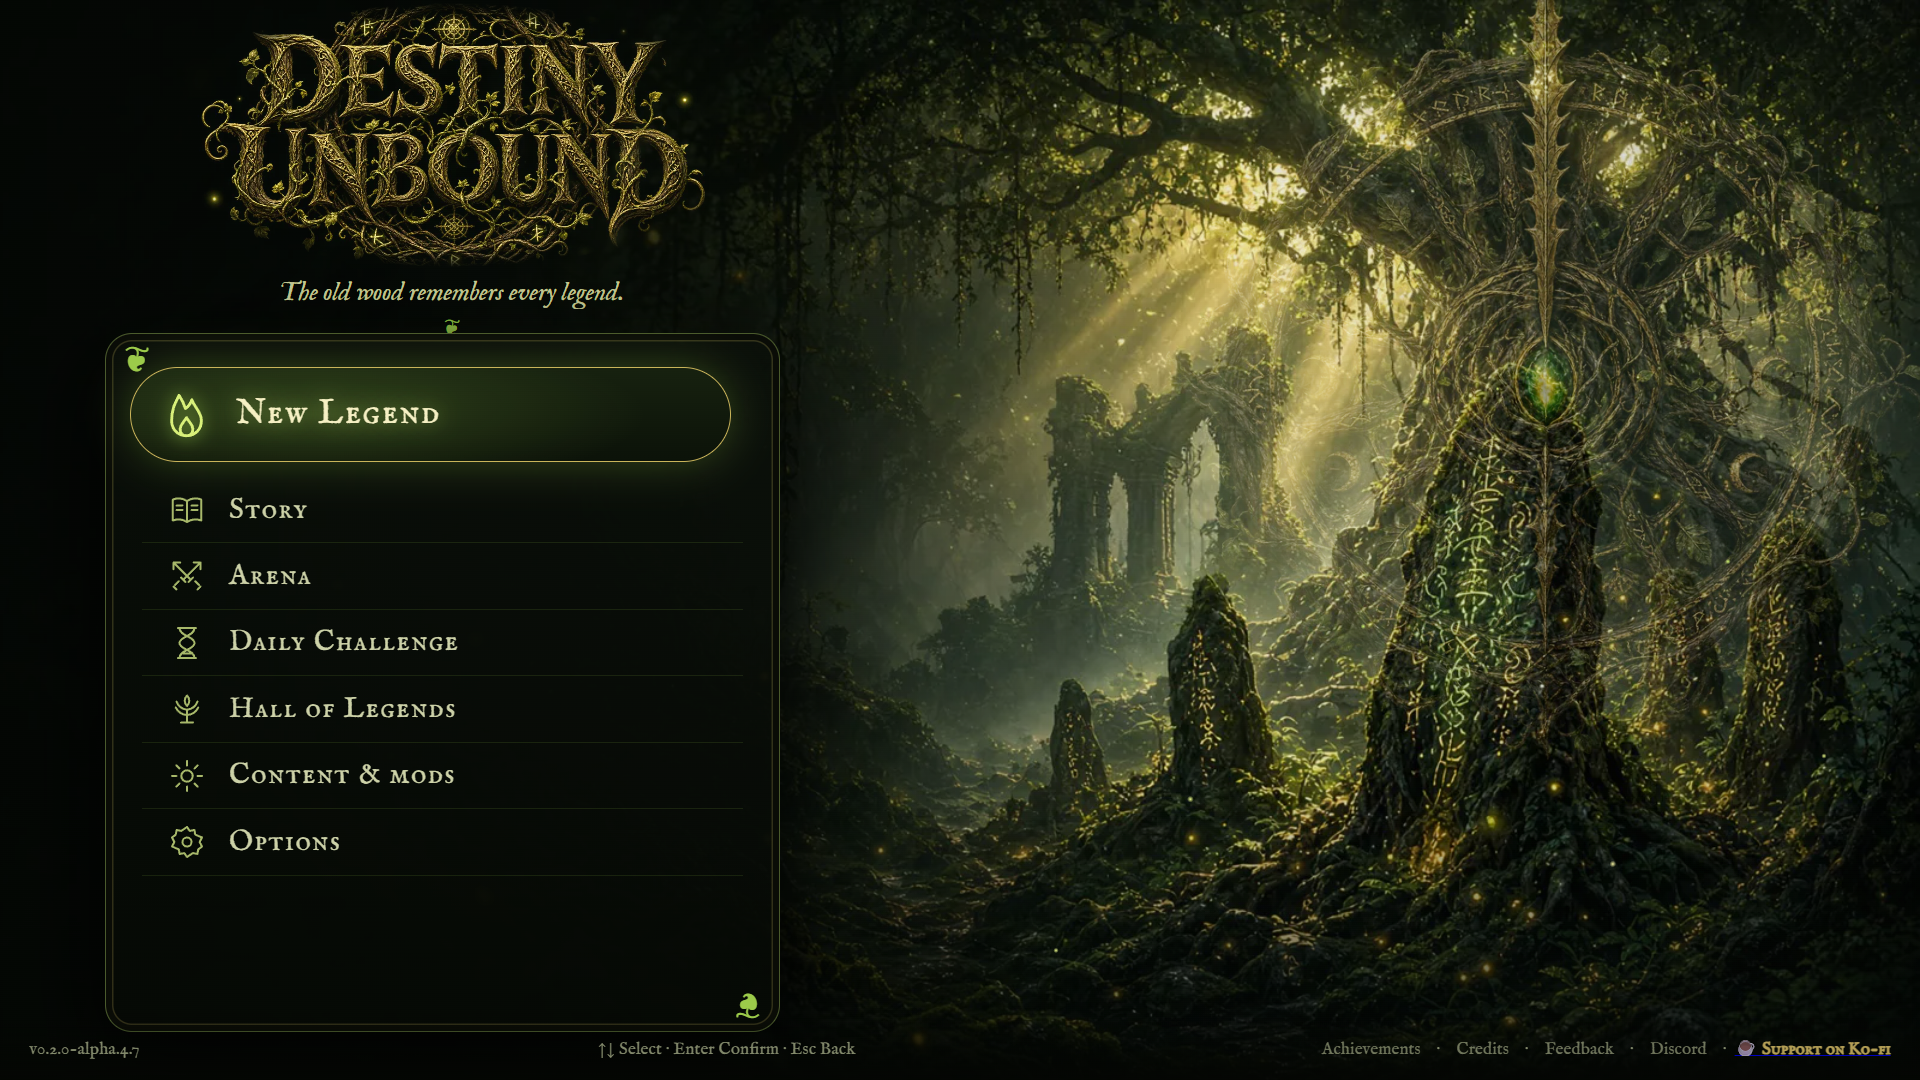 DESTINY
UNBOUND
The old wood remembers every legend.
New Legend
Story
Arena
Daily Challenge
Hall of Legends
Content & mods
Options
v0.2.0-alpha.4.7
↑↓ Select · Enter Confirm · Esc Back
Achievements · Credits · Feedback · Discord · Support on Ko-fi